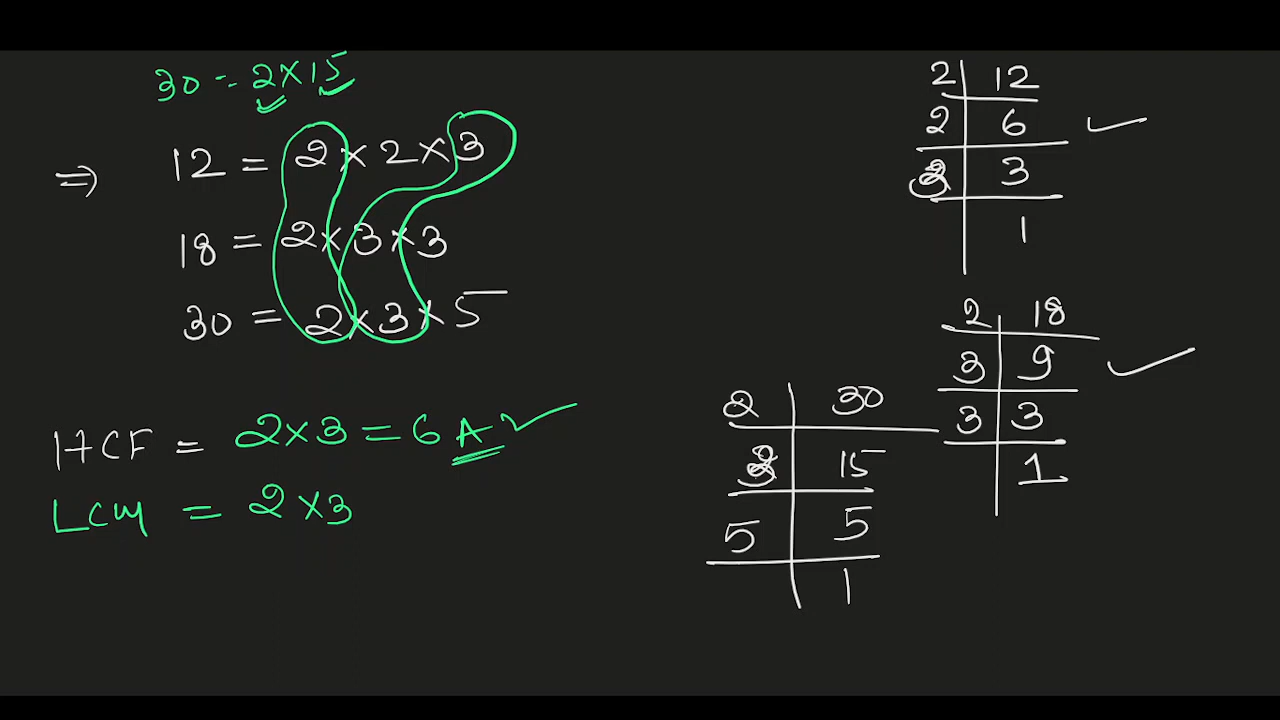 30 = 2×15
⇒ 12 = 2×2×3
18 = 2×3×3
30 = 2×3×5
HCF = 2×3=6 A
LCM = 2×3
2 | 12
2 | 6
3 | 3
1
2 | 18
3 | 9
3 | 3
1
2 | 30
3 | 15
5 | 5
1